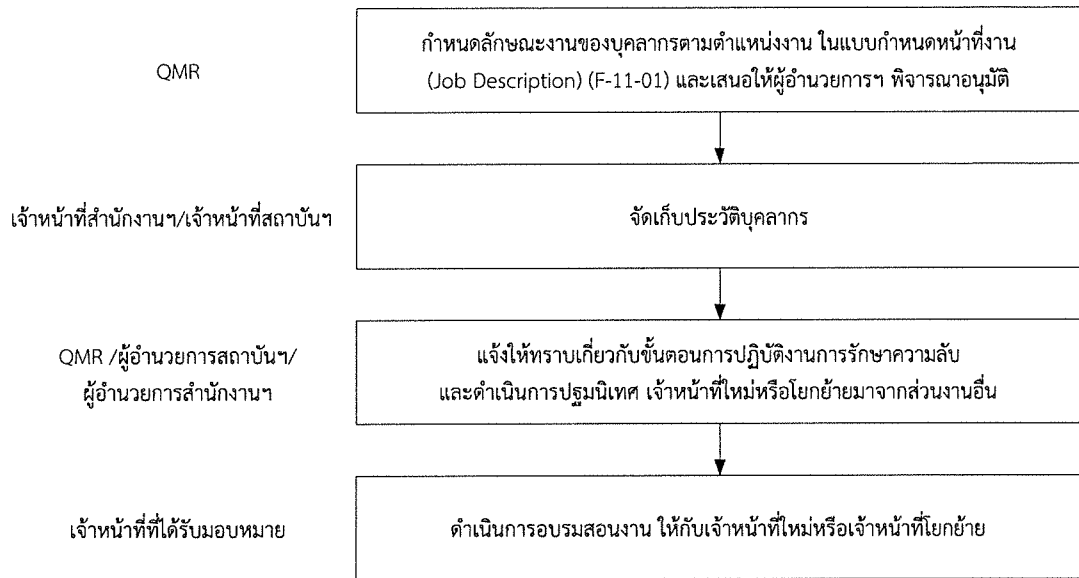 QMR
กำหนดลักษณะงานของบุคลากรตามตำแหน่งงาน ในแบบกำหนดหน้าที่งาน
(Job Description) (F-11-01) และเสนอให้ผู้อำนวยการฯ พิจารณาอนุมัติ
เจ้าหน้าที่สำนักงานฯ/เจ้าหน้าที่สถาบันฯ
จัดเก็บประวัติบุคลากร
QMR /ผู้อำนวยการสถาบันฯ/
ผู้อำนวยการสำนักงานฯ
แจ้งให้ทราบเกี่ยวกับขั้นตอนการปฏิบัติงานการรักษาความลับ
และดำเนินการปฐมนิเทศ เจ้าหน้าที่ใหม่หรือโยกย้ายมาจากส่วนงานอื่น
เจ้าหน้าที่ที่ได้รับมอบหมาย
ดำเนินการอบรมสอนงาน ให้กับเจ้าหน้าที่ใหม่หรือเจ้าหน้าที่โยกย้าย